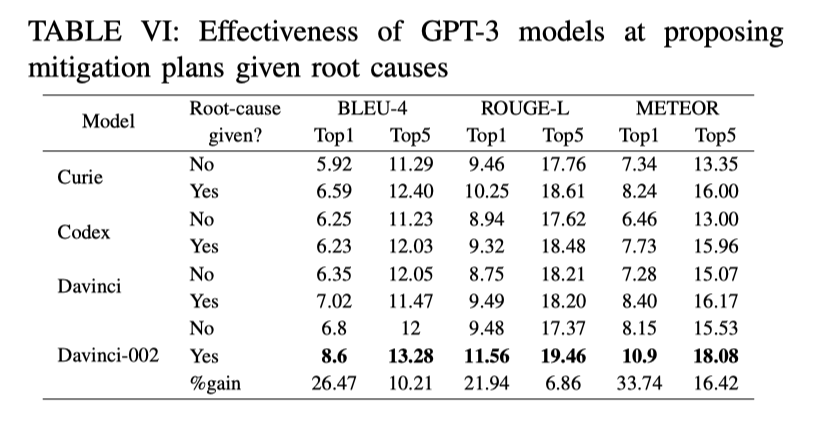 TABLE VI: Effectiveness of GPT-3 models at proposing
mitigation plans given root causes
Model Root-cause given? BLEU-4 ROUGE-L METEOR
Top1 Top5 Top1 Top5 Top1 Top5
Curie No 5.92 11.29 9.46 17.76 7.34 13.35
Yes 6.59 12.40 10.25 18.61 8.24 16.00
Codex No 6.25 11.23 8.94 17.62 6.46 13.00
Yes 6.23 12.03 9.32 18.48 7.73 15.96
Davinci No 6.35 12.05 8.75 18.21 7.28 15.07
Yes 7.02 11.47 9.49 18.20 8.40 16.17
No 6.8 12 9.48 17.37 8.15 15.53
Davinci-002 Yes 8.6 13.28 11.56 19.46 10.9 18.08
%gain 26.47 10.21 21.94 6.86 33.74 16.42